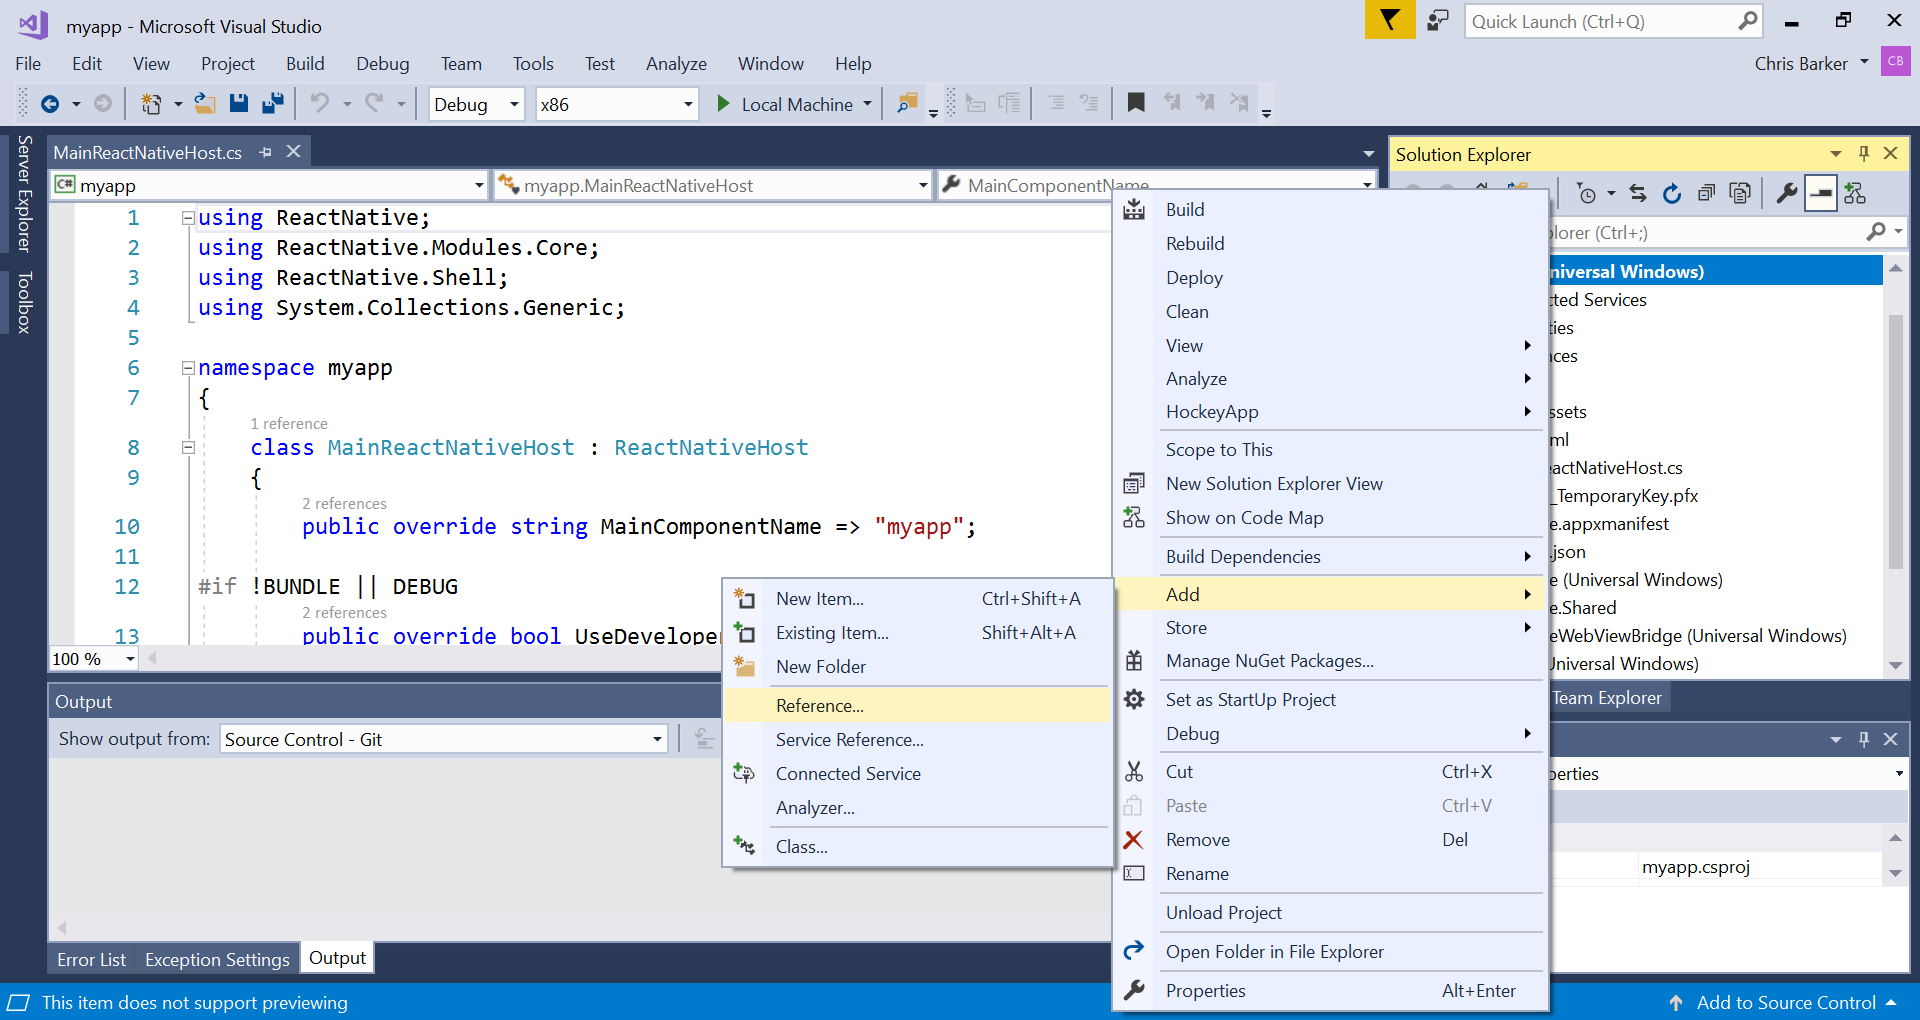 myapp - Microsoft Visual Studio
Quick Launch (Ctrl+Q)
File Edit View Project Build Debug Team Tools Test Analyze Window Help
Chris Barker CB
Debug x86 Local Machine
Server Explorer
Toolbox
MainReactNativeHost.cs
C# myapp myapp.MainReactNativeHost MainComponentName
1 using ReactNative;
2 using ReactNative.Modules.Core;
3 using ReactNative.Shell;
4 using System.Collections.Generic;
5
6 namespace myapp
7 {
1 reference
8 class MainReactNativeHost : ReactNativeHost
9 {
2 references
10 public override string MainComponentName => "myapp";
11
12 #if !BUNDLE || DEBUG
2 references
13 public override bool UseDeveloper
100 %
New Item... Ctrl+Shift+A
Existing Item... Shift+Alt+A
New Folder
Reference...
Service Reference...
Connected Service
Analyzer...
Class...
Build
Rebuild
Deploy
Clean
View
Analyze
HockeyApp
Scope to This
New Solution Explorer View
Show on Code Map
Build Dependencies
Add
Store
Manage NuGet Packages...
Set as StartUp Project
Debug
Cut Ctrl+X
Paste Ctrl+V
Remove Del
Rename
Unload Project
Open Folder in File Explorer
Properties Alt+Enter
Solution Explorer
plorer (Ctrl+;)
niversal Windows)
cted Services
ties
nces
ssets
ml
actNativeHost.cs
_TemporaryKey.pfx
e.appxmanifest
.json
e (Universal Windows)
e.Shared
eWebViewBridge (Universal Windows)
Universal Windows)
Team Explorer
perties
myapp.csproj
Output
Show output from: Source Control - Git
Error List Exception Settings Output
This item does not support previewing
Add to Source Control